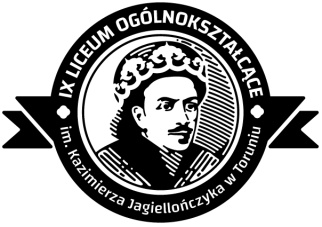 IX LICEUM OGÓLNOKSZTAŁCĄCE
im. Kazimierza Jagiellończyka w Toruniu